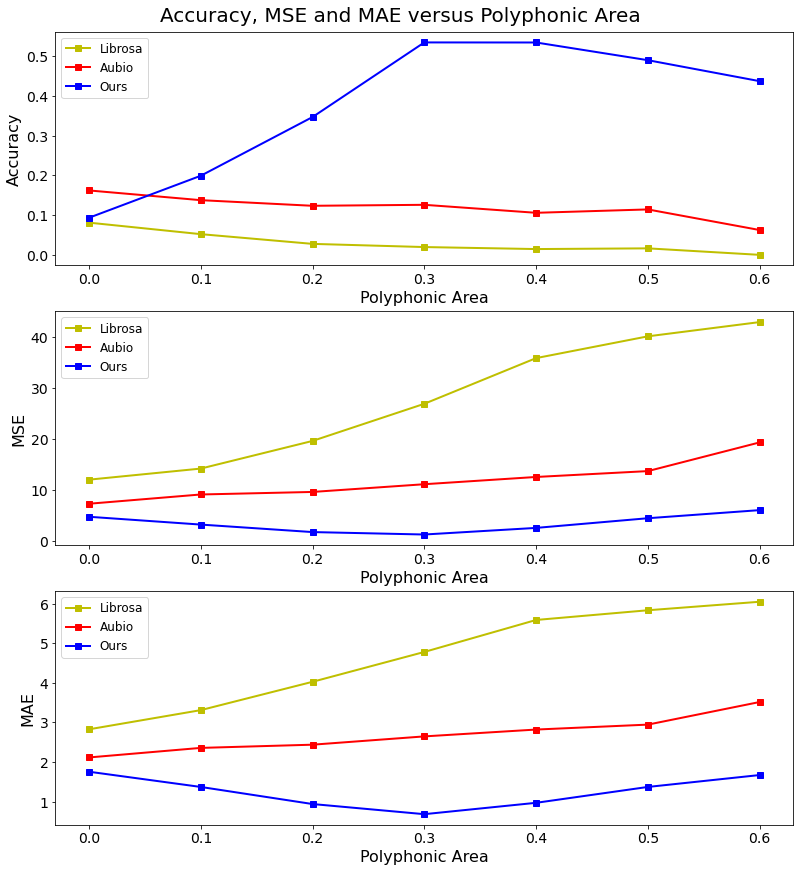 Accuracy, MSE and MAE versus Polyphonic Area
Librosa
Aubio
Ours
Accuracy
0.5
0.4
0.3
0.2
0.1
0.0
0.0 0.1 0.2 0.3 0.4 0.5 0.6
Polyphonic Area
Librosa
Aubio
Ours
MSE
40
30
20
10
0
0.0 0.1 0.2 0.3 0.4 0.5 0.6
Polyphonic Area
Librosa
Aubio
Ours
MAE
6
5
4
3
2
1
0.0 0.1 0.2 0.3 0.4 0.5 0.6
Polyphonic Area